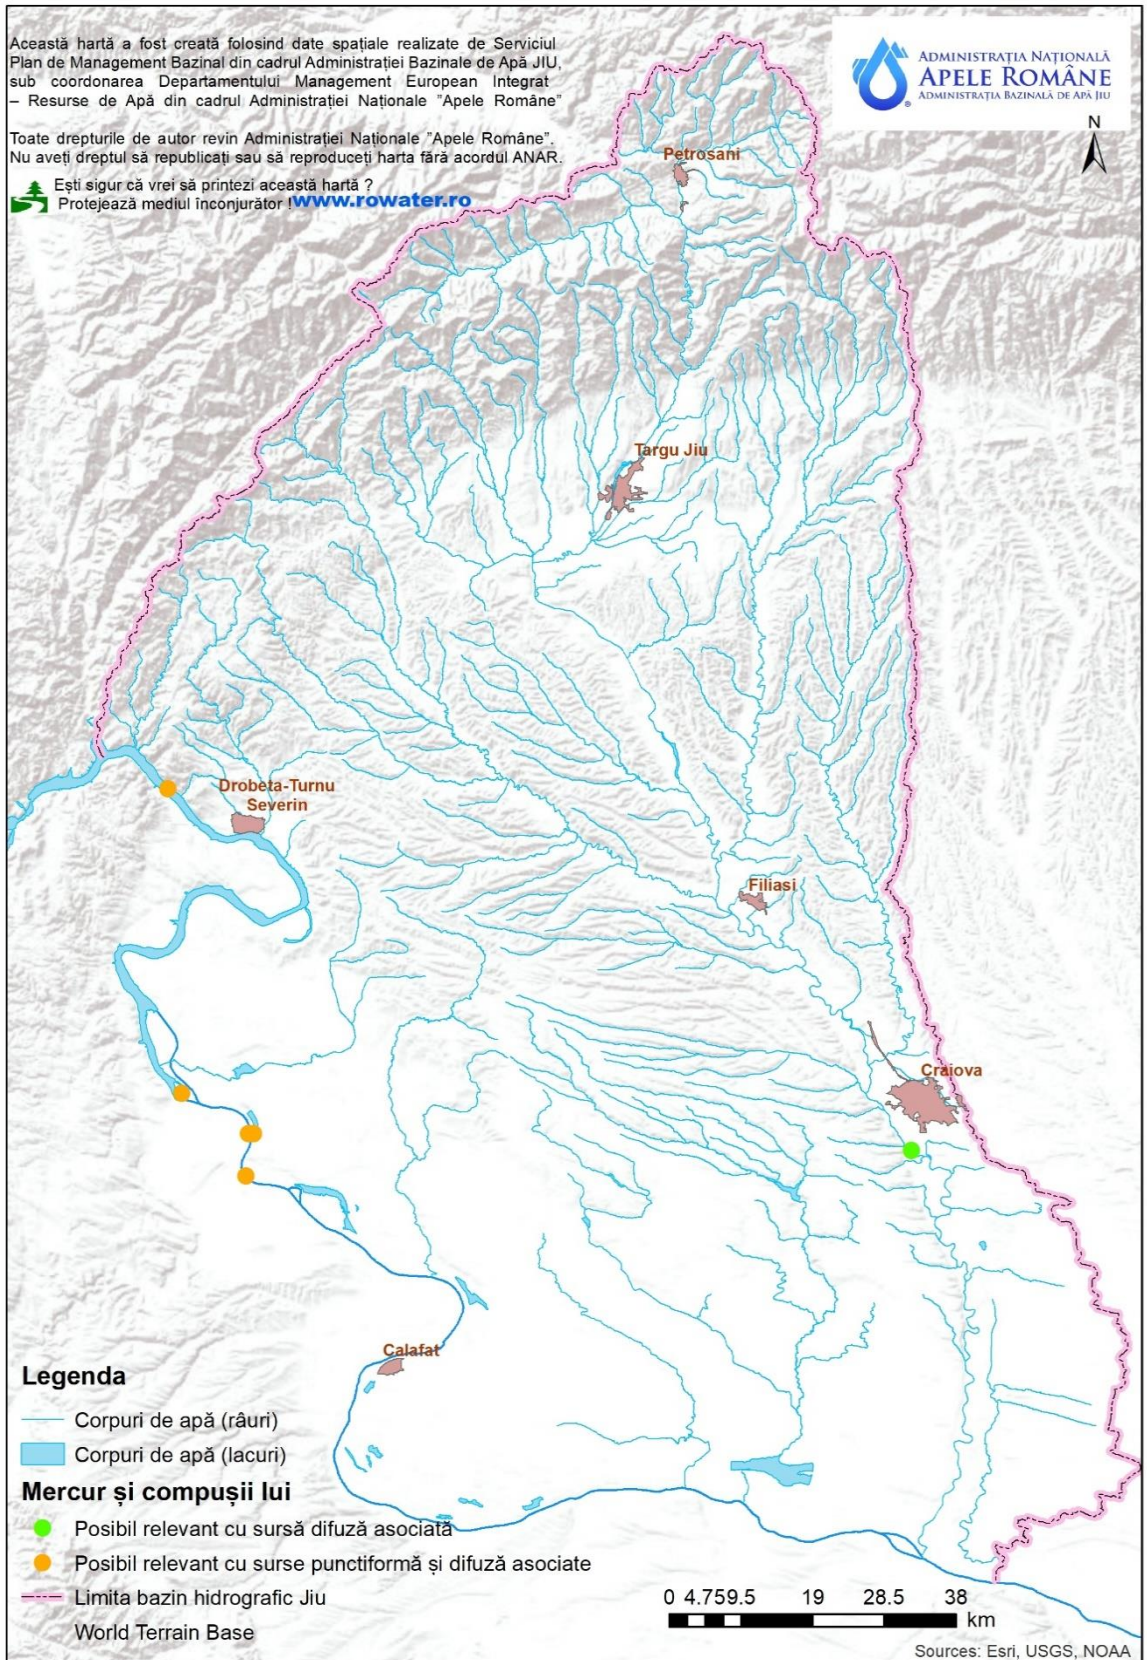 Această hartă a fost creată folosind date spațiale realizate de Serviciul
Plan de Management Bazinal din cadrul Administrației Bazinale de Apă JIU,
sub coordonarea Departamentului Management European Integrat
– Resurse de Apă din cadrul Administrației Naționale "Apele Române"
Toate drepturile de autor revin Administrației Naționale "Apele Române".
Nu aveți dreptul să republicați sau să reproduceți harta fără acordul ANAR.
Ești sigur că vrei să printezi această hartă ?
Protejează mediul înconjurător !www.rowater.ro
ADMINISTRAȚIA NAȚIONALĂ
APELE ROMÂNE
ADMINISTRAȚIA BAZINALĂ DE APĂ JIU
N
Petrosani
Targu Jiu
Drobeta-Turnu
Severin
Filiasi
Craiova
Calafat
Legenda
Corpuri de apă (râuri)
Corpuri de apă (lacuri)
Mercur și compușii lui
Posibil relevant cu sursă difuză asociată
Posibil relevant cu surse punctiformă și difuză asociate
Limita bazin hidrografic Jiu
World Terrain Base
0 4.759.5 19 28.5 38
km
Sources: Esri, USGS, NOAA